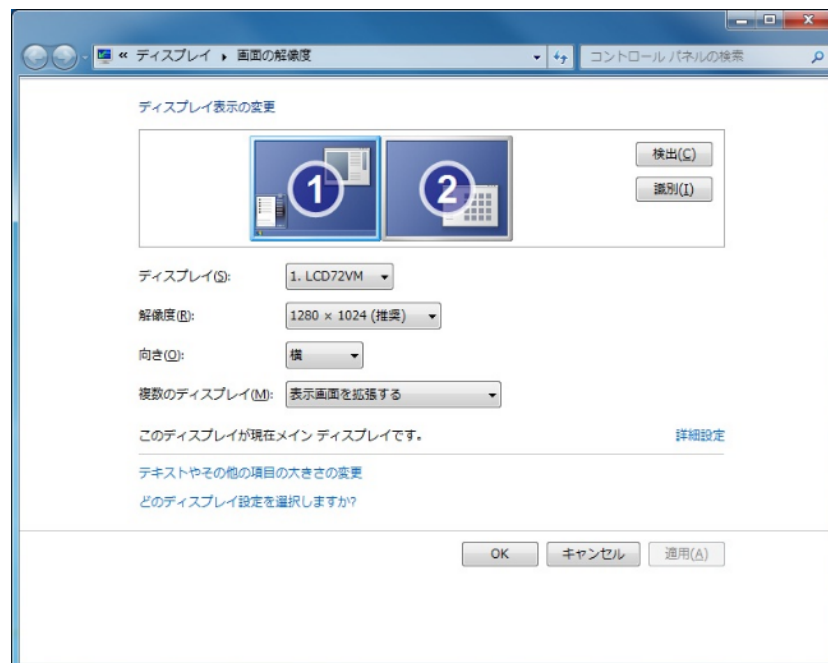 « ディスプレイ ▸ 画面の解像度 コントロール パネルの検索
ディスプレイ表示の変更
1 2
検出(C)
識別(I)
ディスプレイ(S): 1. LCD72VM
解像度(R): 1280 × 1024 (推奨)
向き(O): 横
複数のディスプレイ(M): 表示画面を拡張する
このディスプレイが現在メイン ディスプレイです。 詳細設定
テキストやその他の項目の大きさの変更
どのディスプレイ設定を選択しますか?
OK キャンセル 適用(A)